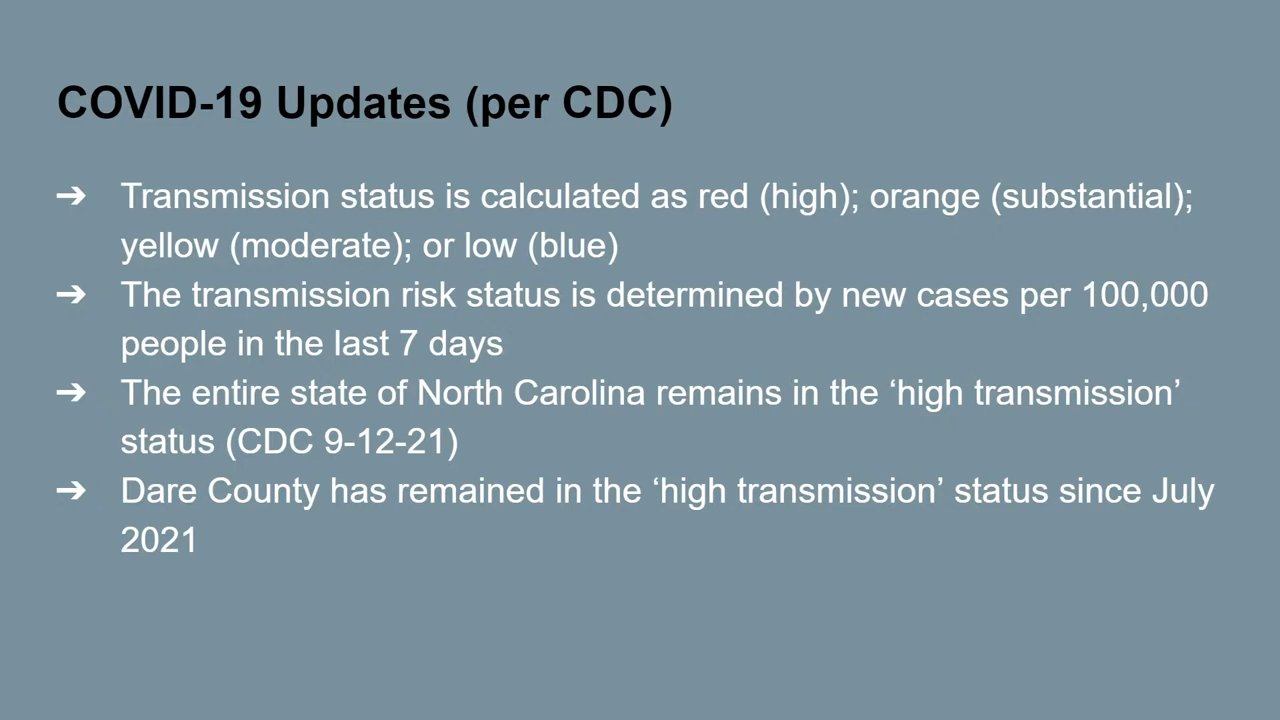 COVID-19 Updates (per CDC)
➔ Transmission status is calculated as red (high); orange (substantial);
yellow (moderate); or low (blue)
➔ The transmission risk status is determined by new cases per 100,000
people in the last 7 days
➔ The entire state of North Carolina remains in the ‘high transmission’
status (CDC 9-12-21)
➔ Dare County has remained in the ‘high transmission’ status since July
2021